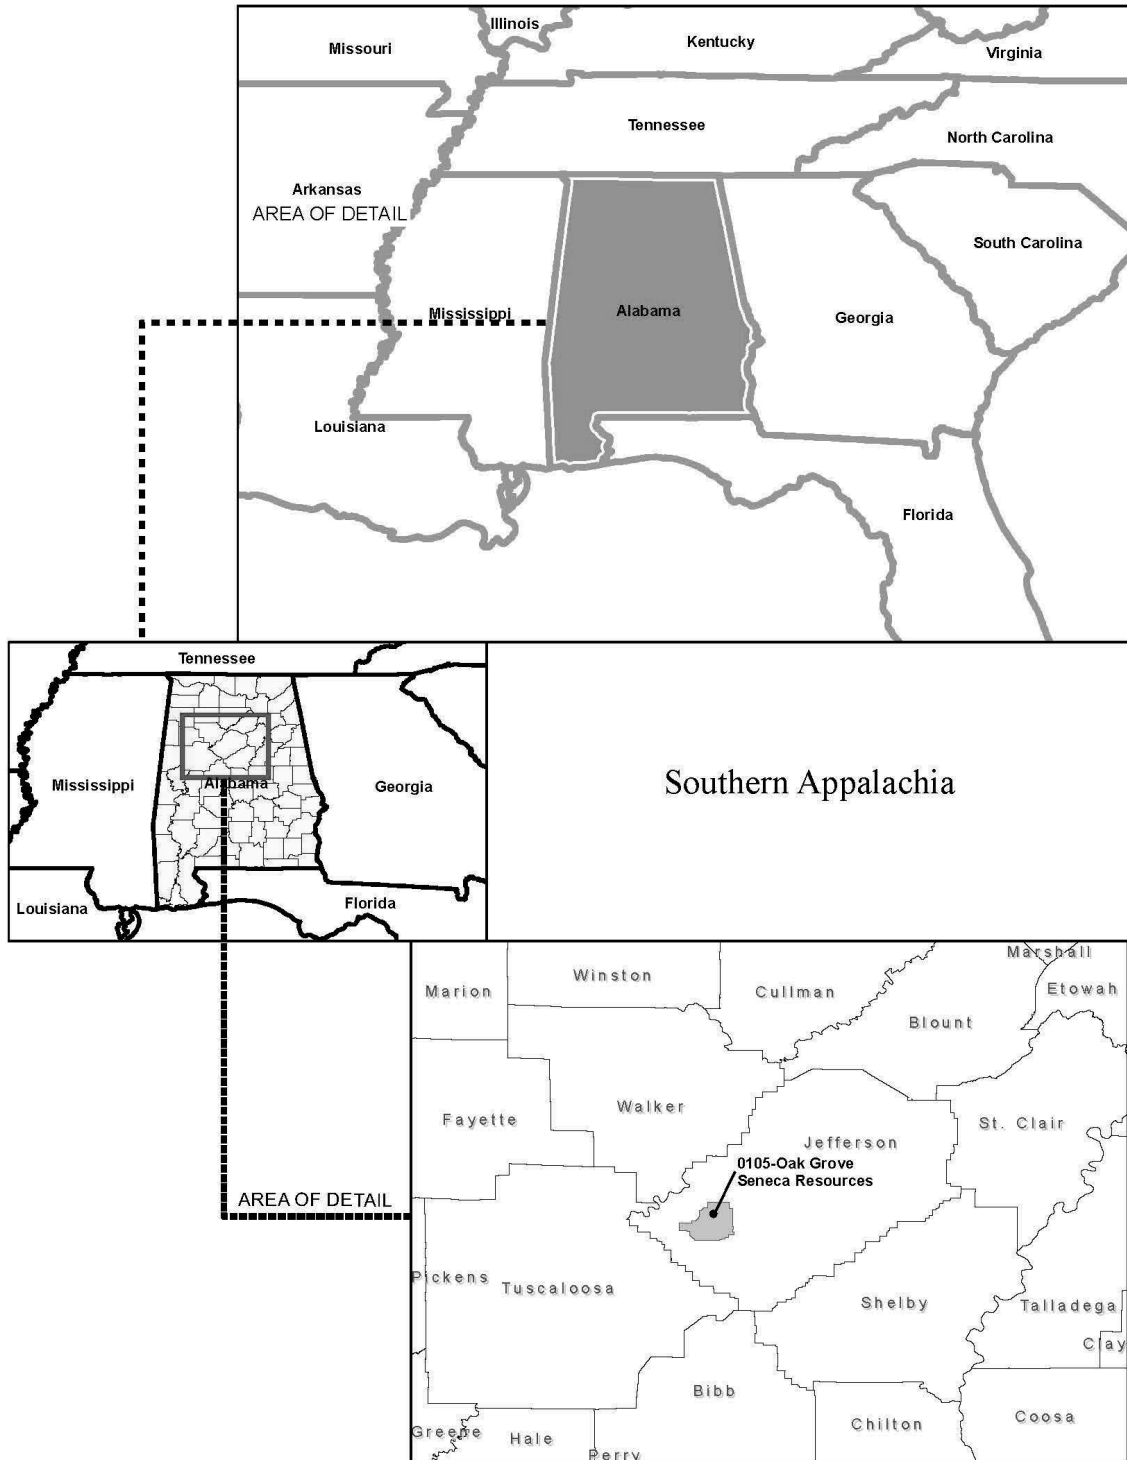 Illinois
Missouri
Kentucky
Virginia
Tennessee
North Carolina
Arkansas
AREA OF DETAIL
South Carolina
Mississippi
Alabama
Georgia
Louisiana
Florida
Tennessee
Mississippi
Alabama
Georgia
Louisiana
Florida
Southern Appalachia
AREA OF DETAIL
Marion
Winston
Cullman
Marshall
Etowah
Blount
Fayette
Walker
Jefferson
St. Clair
0105-Oak Grove
Seneca Resources
Pickens
Tuscaloosa
Shelby
Talladega
Clay
Bibb
Greene
Hale
Perry
Chilton
Coosa